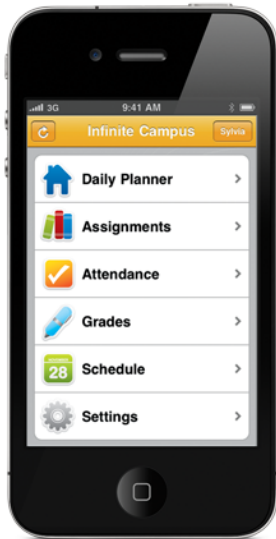 3G 9:41 AM
Infinite Campus Sylvia
Daily Planner
Assignments
Attendance
Grades
28 Schedule
Settings